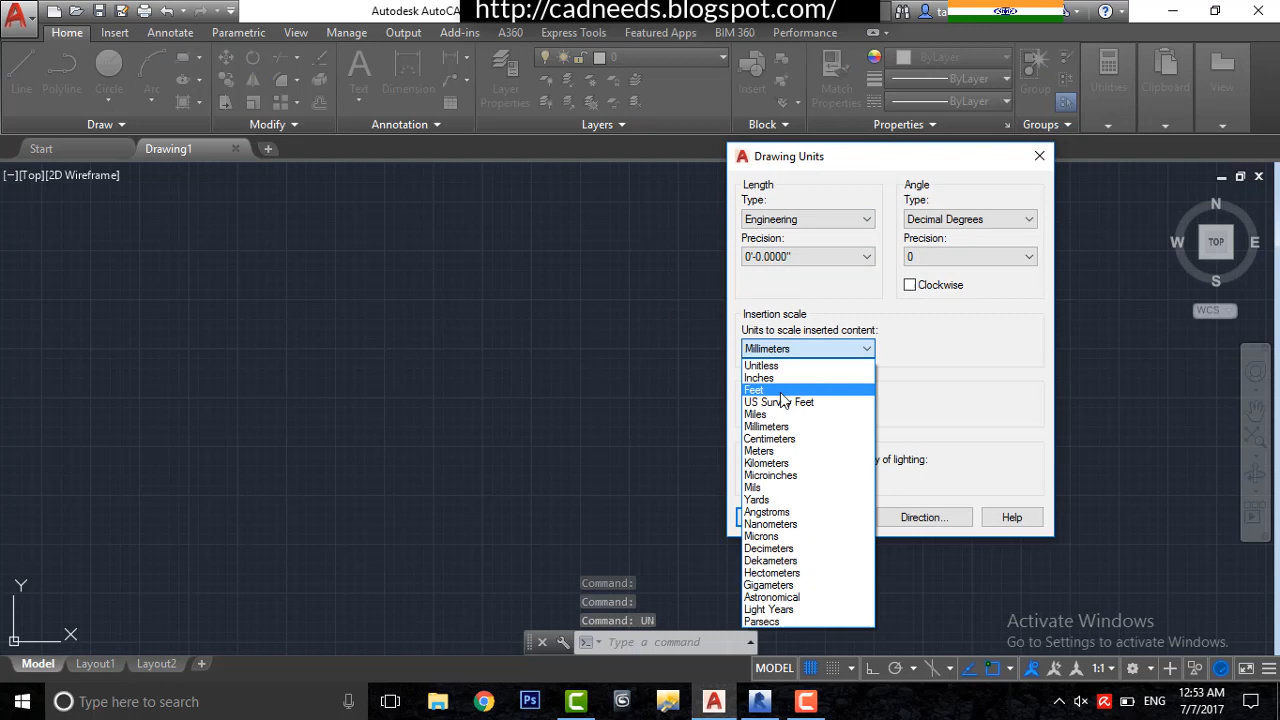 Autodesk AutoCA
http://cadneeds.blogspot.com/
ta
Home Insert Annotate Parametric View Manage Output Add-ins A360 Express Tools Featured Apps BIM 360 Performance
Line Polyline Circle Arc Text Dimension Layer Properties 0 Insert Match Properties ByLayer Group Utilities Clipboard View
ByLayer
ByLayer
Draw Modify Annotation Layers Block Properties Groups
Start Drawing1
[−][Top][2D Wireframe]
Drawing Units
Length
Type:
Engineering
Precision:
0'-0.0000"
Angle
Type:
Decimal Degrees
Precision:
0
Clockwise
Insertion scale
Units to scale inserted content:
Millimeters
Unitless
Inches
Feet
US Survey Feet
Miles
Millimeters
Centimeters
Meters
Kilometers
Microinches
Mils
Yards
Angstroms
Nanometers
Microns
Decimeters
Dekameters
Hectometers
Gigameters
Astronomical
Light Years
Parsecs
y of lighting:
Direction... Help
N
W TOP E
S
WCS
Y
X
Command:
Command:
Command: UN
Type a command
Activate Windows
Go to Settings to activate Windows.
Model Layout1 Layout2
MODEL 1:1
Type here to search
Ps
ENG
12:53 AM
7/7/2017